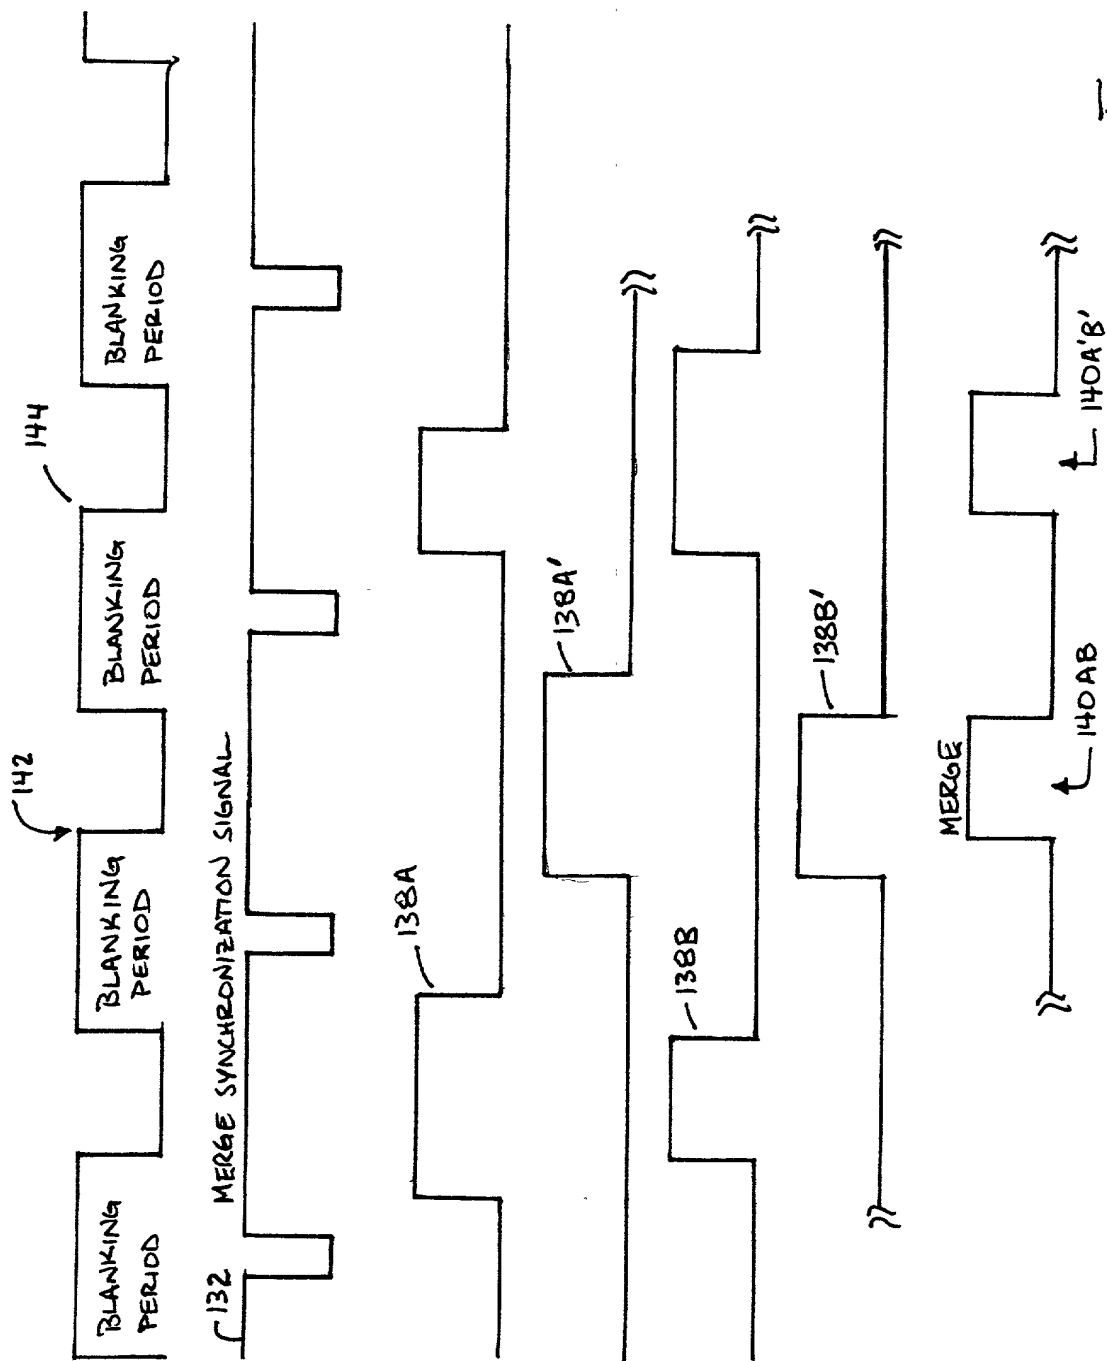 BLANKING
PERIOD
BLANKING
PERIOD
142
BLANKING
PERIOD
144
BLANKING
PERIOD
132
MERGE SYNCHRONIZATION SIGNAL
138A
138A'
138B
138B'
MERGE
140AB
140A'B'